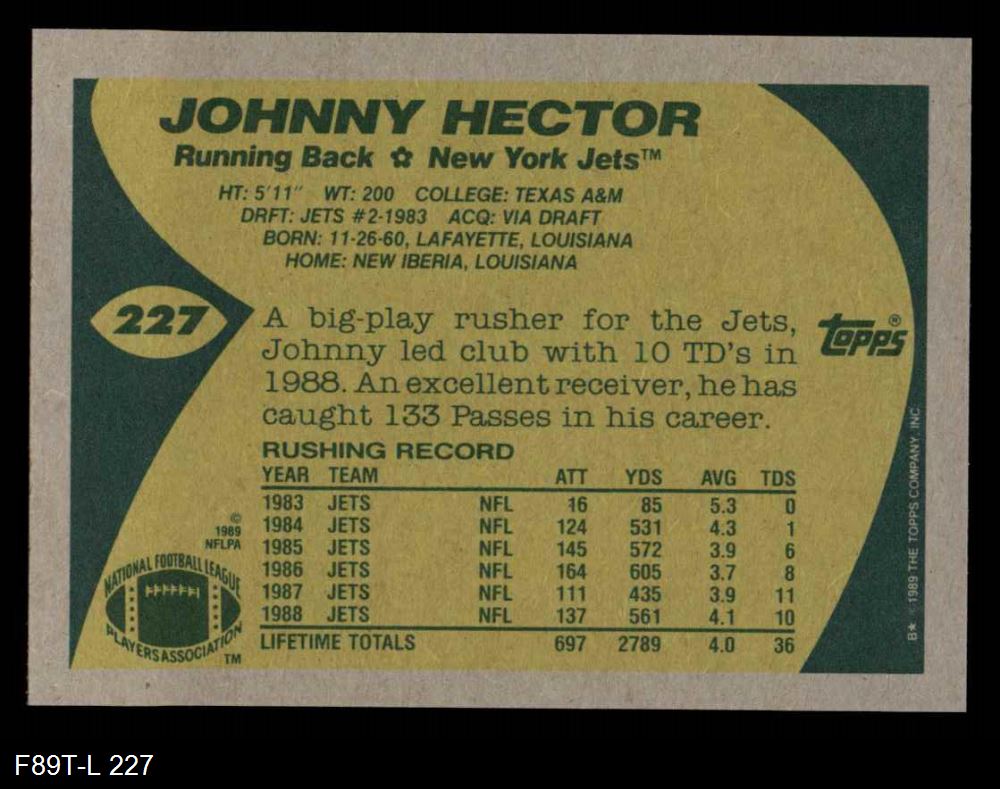 JOHNNY HECTOR
Running Back ✿ New York Jets™
HT: 5'11" WT: 200 COLLEGE: TEXAS A&M
DRFT: JETS #2-1983 ACQ: VIA DRAFT
BORN: 11-26-60, LAFAYETTE, LOUISIANA
HOME: NEW IBERIA, LOUISIANA
227
A big-play rusher for the Jets,
Johnny led club with 10 TD's in
1988. An excellent receiver, he has
caught 133 Passes in his career.
topps®
RUSHING RECORD
YEAR TEAM ATT YDS AVG TDS
1983 JETS NFL 16 85 5.3 0
1984 JETS NFL 124 531 4.3 1
1985 JETS NFL 145 572 3.9 6
1986 JETS NFL 164 605 3.7 8
1987 JETS NFL 111 435 3.9 11
1988 JETS NFL 137 561 4.1 10
LIFETIME TOTALS 697 2789 4.0 36
©
1989
NFLPA
NATIONAL FOOTBALL LEAGUE
PLAYERS ASSOCIATION
TM
B* © 1989 THE TOPPS COMPANY, INC.
F89T-L 227